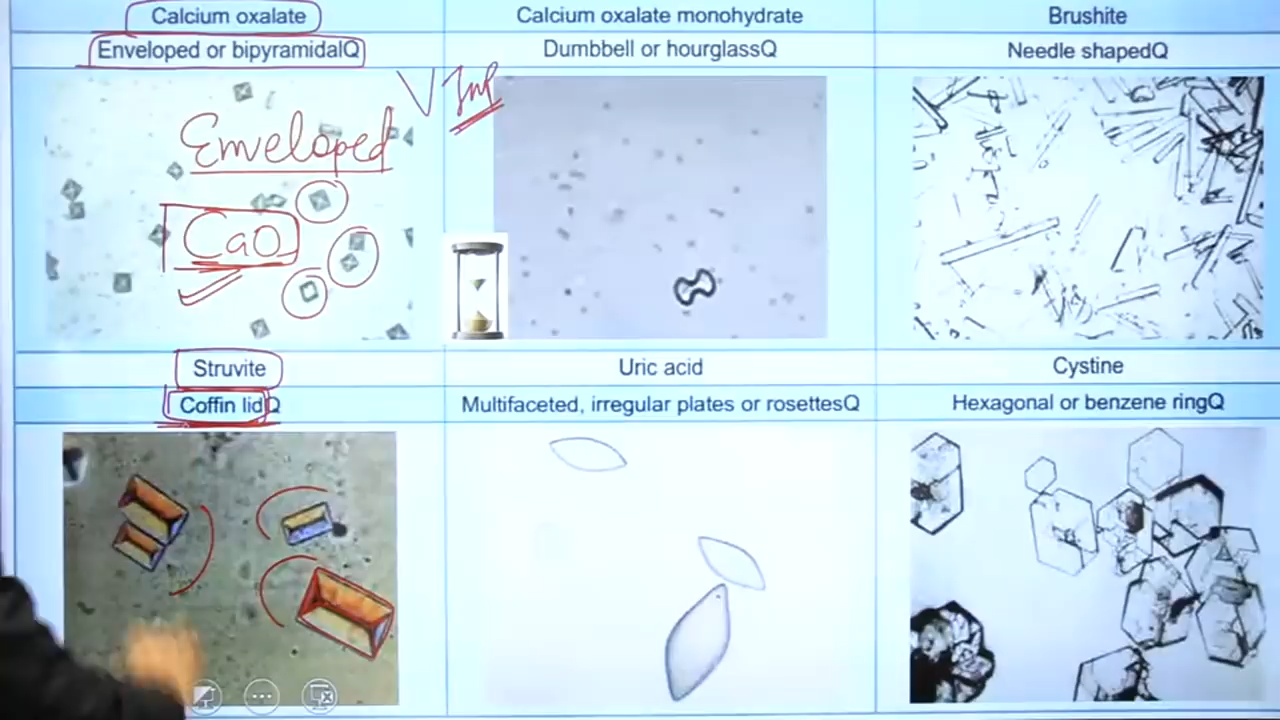 Calcium oxalate
Calcium oxalate monohydrate
Brushite
Enveloped or bipyramidalQ
Dumbbell or hourglassQ
Needle shapedQ
V Imp
Enveloped
CaO
Struvite
Uric acid
Cystine
Coffin lidQ
Multifaceted, irregular plates or rosettesQ
Hexagonal or benzene ringQ